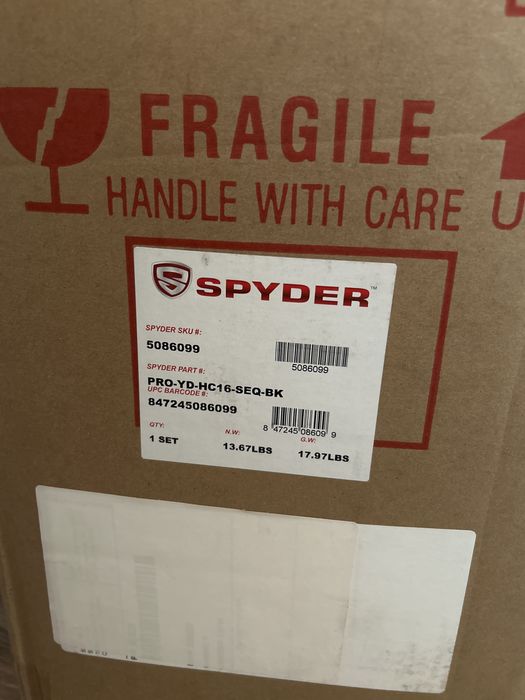 FRAGILE
HANDLE WITH CARE U
SPYDER™
SPYDER SKU #:
5086099
5086099
SPYDER PART #:
PRO-YD-HC16-SEQ-BK
UPC BARCODE #:
847245086099
8 47245 08609 9
QTY: N.W: G.W:
1 SET 13.67LBS 17.97LBS